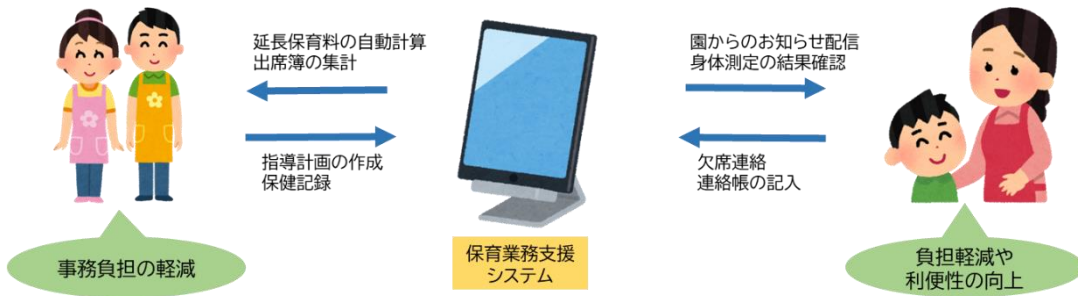 延長保育料の自動計算
出席簿の集計
指導計画の作成
保健記録
事務負担の軽減
保育業務支援
システム
園からのお知らせ配信
身体測定の結果確認
欠席連絡
連絡帳の記入
負担軽減や
利便性の向上